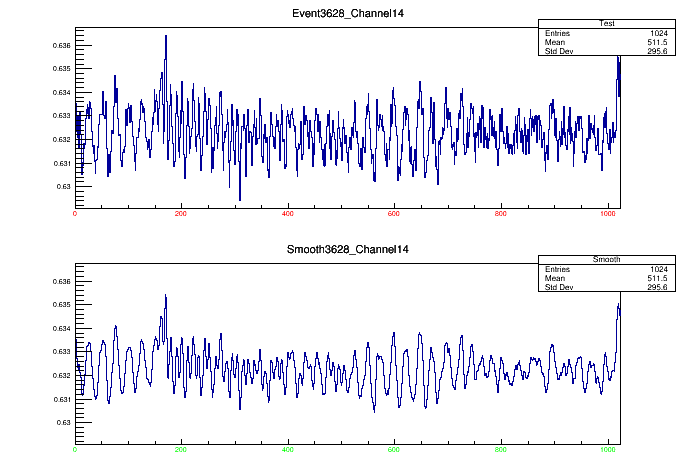 Event3628_Channel14
Test
Entries 1024
Mean 511.5
Std Dev 295.6
0.636
0.635
0.634
0.633
0.632
0.631
0.63
0 200 400 600 800 1000
Smooth3628_Channel14
Smooth
Entries 1024
Mean 511.5
Std Dev 295.6
0.636
0.635
0.634
0.633
0.632
0.631
0.63
0 200 400 600 800 1000